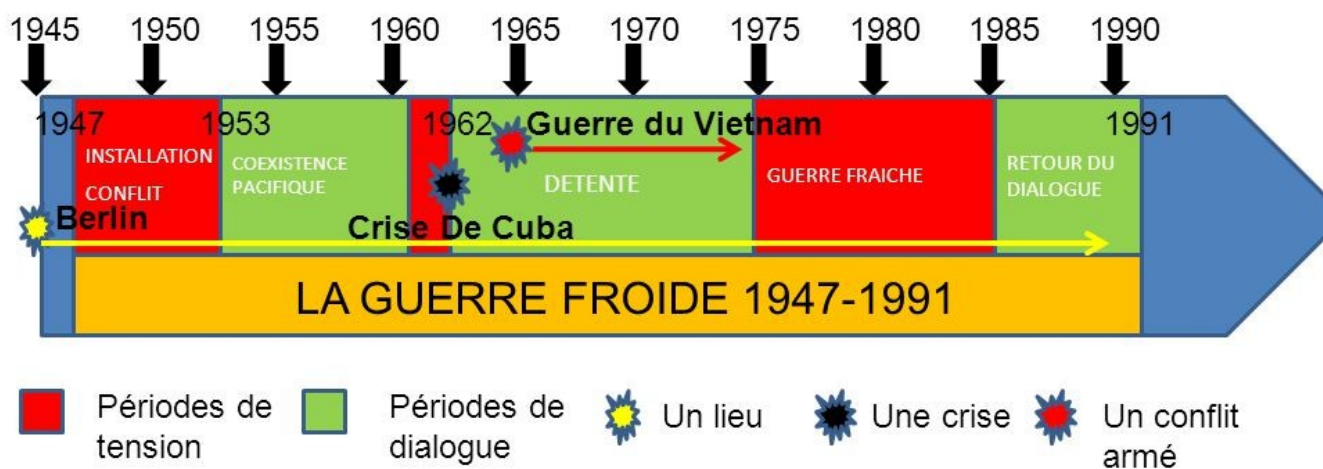 1945 1950 1955 1960 1965 1970 1975 1980 1985 1990
1947 1953 1962 Guerre du Vietnam 1991
INSTALLATION
CONFLIT
COEXISTENCE
PACIFIQUE
DETENTE
GUERRE FRAICHE
RETOUR DU
DIALOGUE
Berlin
Crise De Cuba
LA GUERRE FROIDE 1947-1991
Périodes de
tension
Périodes de
dialogue
Un lieu
Une crise
Un conflit
armé